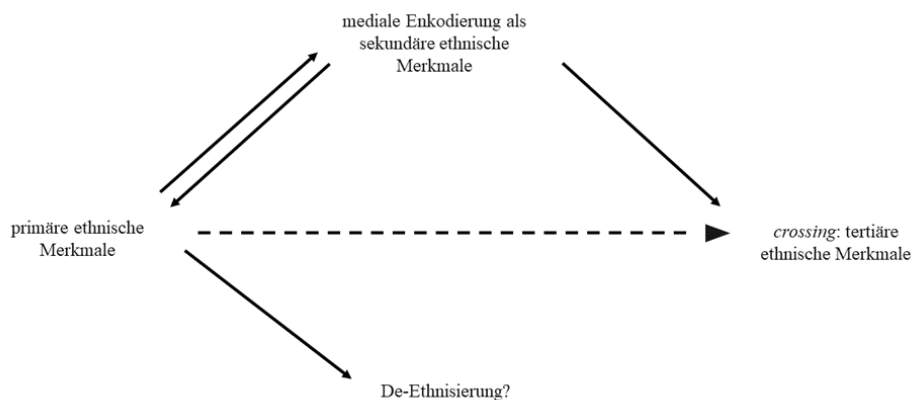 mediale Enkodierung als
sekundäre ethnische
Merkmale
primäre ethnische
Merkmale
crossing: tertiäre
ethnische Merkmale
De-Ethnisierung?